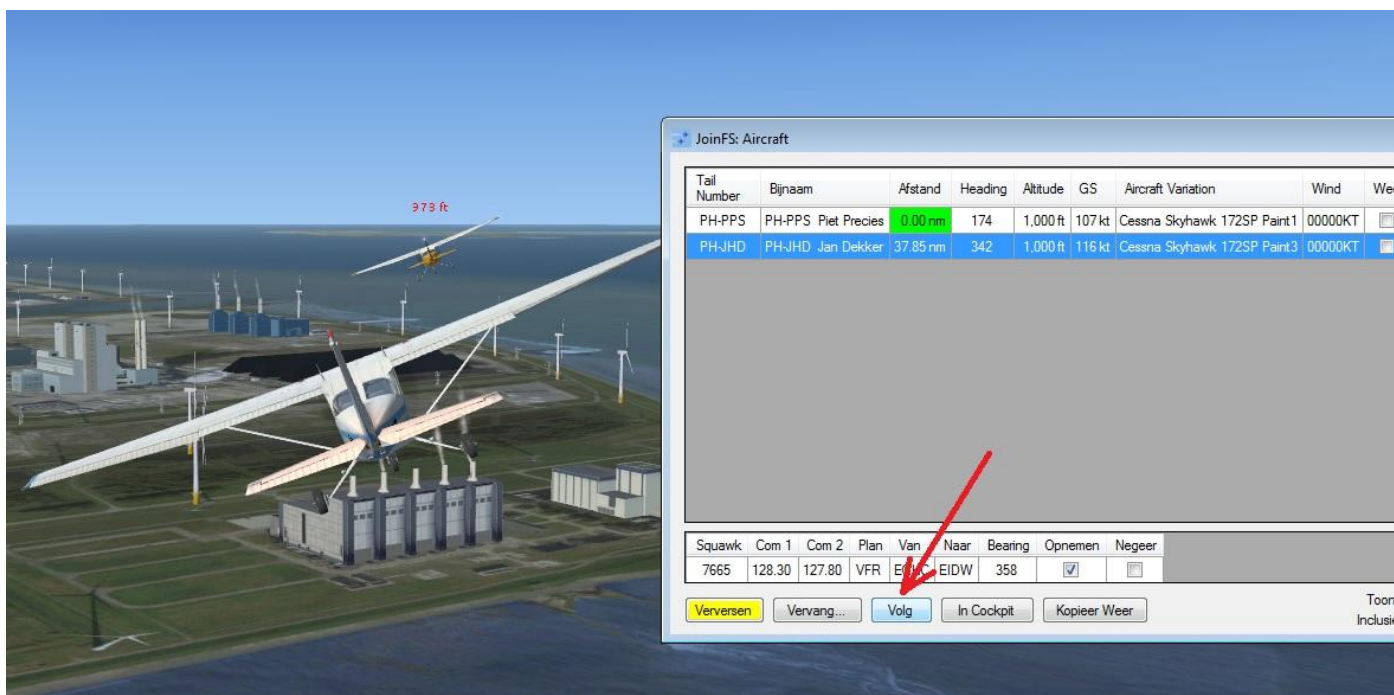 973 ft
JoinFS: Aircraft
Tail Number Bijnaam Afstand Heading Altitude GS Aircraft Variation Wind
PH-PPS PH-PPS Piet Precies 0.00 nm 174 1,000 ft 107 kt Cessna Skyhawk 172SP Paint1 00000KT
PH-JHD PH-JHD Jan Dekker 37.85 nm 342 1,000 ft 116 kt Cessna Skyhawk 172SP Paint3 00000KT
Squawk Com 1 Com 2 Plan Van Naar Bearing Opnemen Negeer
7665 128.30 127.80 VFR EIDW 358
Verversen Vervang... Volg In Cockpit Kopieer Weer
Toon